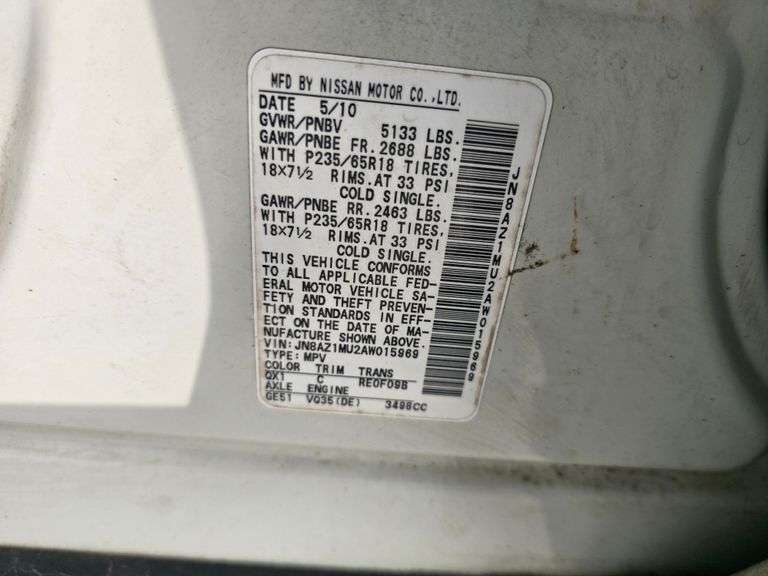 MFD BY NISSAN MOTOR CO.,LTD.
DATE 5/10
GVWR/PNBV 5133 LBS.
GAWR/PNBE FR. 2688 LBS.
WITH P235/65R18 TIRES,
18×7½ RIMS.AT 33 PSI
COLD SINGLE.
GAWR/PNBE RR. 2463 LBS.
WITH P235/65R18 TIRES,
18×7½ RIMS.AT 33 PSI
COLD SINGLE.
THIS VEHICLE CONFORMS
TO ALL APPLICABLE FED-
ERAL MOTOR VEHICLE SA-
FETY AND THEFT PREVEN-
TION STANDARDS IN EFF-
ECT ON THE DATE OF MA-
NUFACTURE SHOWN ABOVE.
VIN: JN8AZ1MU2AW015969
TYPE: MPV
COLOR TRIM TRANS
QX1 C RE0F09B
AXLE ENGINE
GE51 VQ35(DE) 3498CC
JN8AZ1MU2AW015969